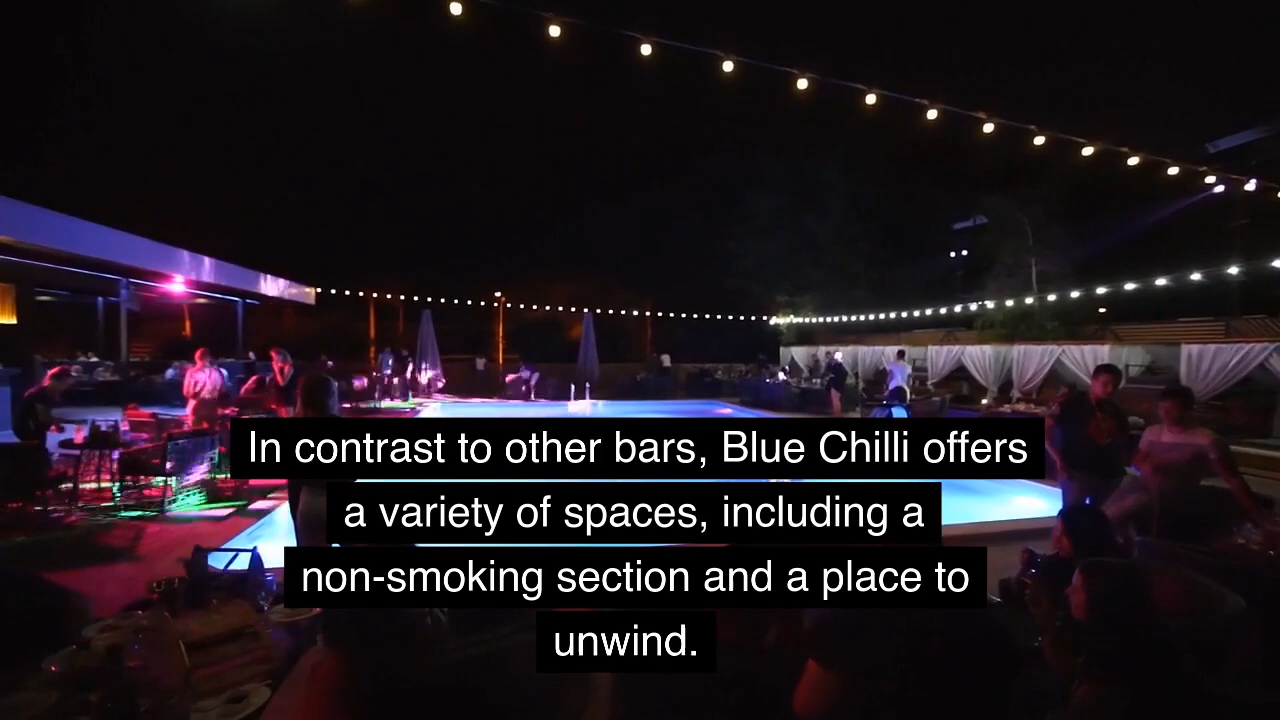 In contrast to other bars, Blue Chilli offers
a variety of spaces, including a
non-smoking section and a place to
unwind.